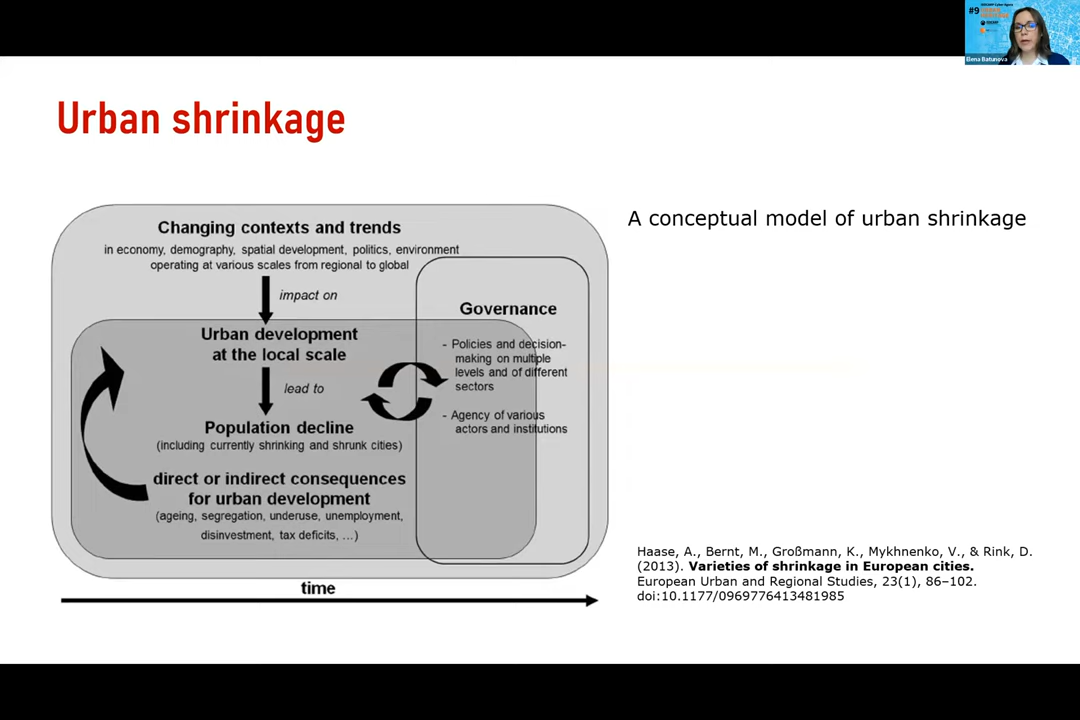 #9
Elena Batunova
Urban shrinkage
Changing contexts and trends
in economy, demography, spatial development, politics, environment
operating at various scales from regional to global
impact on
Urban development
at the local scale
lead to
Population decline
(including currently shrinking and shrunk cities)
direct or indirect consequences
for urban development
(ageing, segregation, underuse, unemployment,
disinvestment, tax deficits, ...)
Governance
- Policies and decision-
making on multiple
levels and of different
sectors
- Agency of various
actors and institutions
time
A conceptual model of urban shrinkage
Haase, A., Bernt, M., Großmann, K., Mykhnenko, V., & Rink, D.
(2013). Varieties of shrinkage in European cities.
European Urban and Regional Studies, 23(1), 86–102.
doi:10.1177/0969776413481985